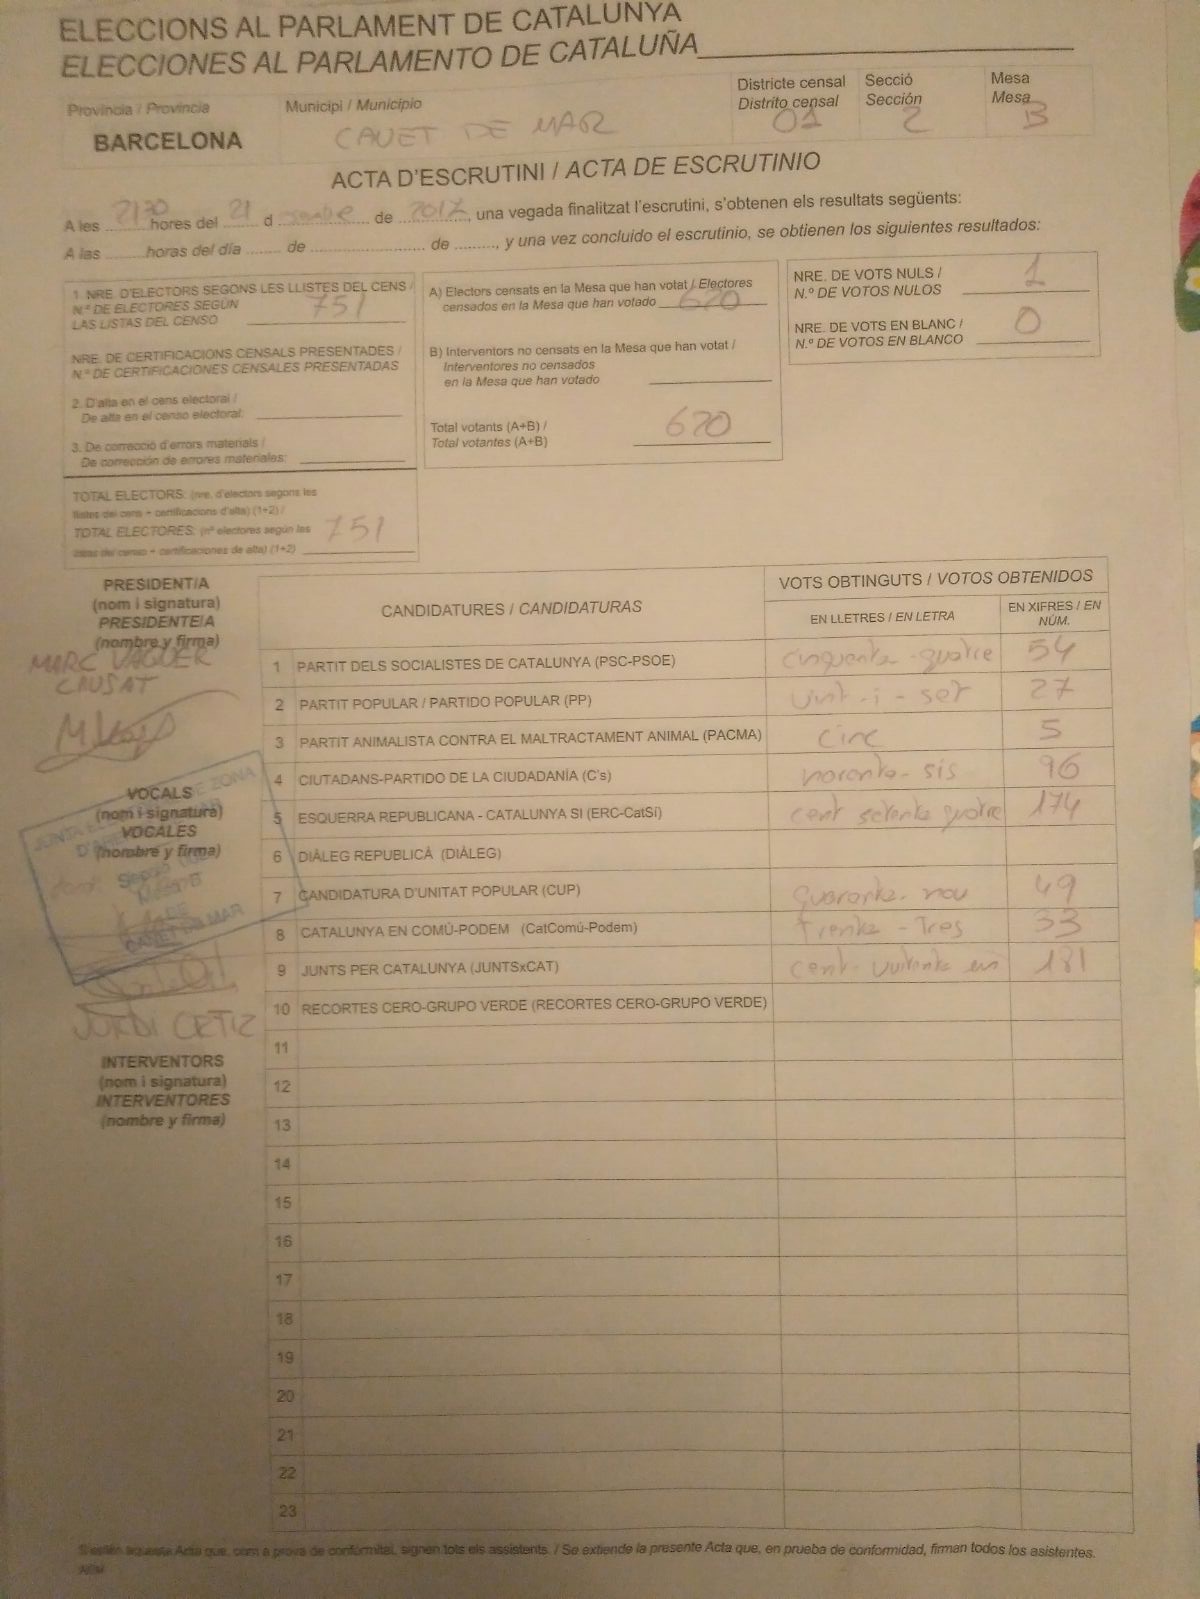 ELECCIONS AL PARLAMENT DE CATALUNYA
ELECCIONES AL PARLAMENTO DE CATALUÑA
Província / Provincia
BARCELONA
Municipi / Municipio
CANET DE MAR
Districte censal
Distrito censal
01
Secció
Sección
2
Mesa
Mesa
B
ACTA D'ESCRUTINI / ACTA DE ESCRUTINIO
A les 2130 hores del 21 d de 2017, una vegada finalitzat l'escrutini, s'obtenen els resultats següents:
A las ........horas del día ........ de ........................ de ........., y una vez concluido el escrutinio, se obtienen los siguientes resultados:
1. NRE. D'ELECTORS SEGONS LES LLISTES DEL CENS /
N.º DE ELECTORES SEGÚN
LAS LISTAS DEL CENSO 751
NRE. DE CERTIFICACIONS CENSALS PRESENTADES /
N.º DE CERTIFICACIONES CENSALES PRESENTADAS
2. D'alta en el cens electoral /
De alta en el censo electoral:
3. De correcció d'errors materials /
De corrección de errores materiales:
TOTAL ELECTORS: (nre. d'electors segons les
llistes del cens + certificacions d'alta) (1+2) /
TOTAL ELECTORES: (nº electores según las
listas del censo + certificaciones de alta) (1+2) 751
A) Electors censats en la Mesa que han votat / Electores
censados en la Mesa que han votado 620
B) Interventors no censats en la Mesa que han votat /
Interventores no censados
en la Mesa que han votado
Total votants (A+B) /
Total votantes (A+B) 620
NRE. DE VOTS NULS /
N.º DE VOTOS NULOS 1
NRE. DE VOTS EN BLANC /
N.º DE VOTOS EN BLANCO 0
PRESIDENT/A
(nom i signatura)
PRESIDENTE/A
(nombre y firma)
MARC VAQUER
CAUSAT
VOCALS
(nom i signatura)
VOCALES
(nombre y firma)
CANET DE MAR
JORDI
INTERVENTORS
(nom i signatura)
INTERVENTORES
(nombre y firma)
CANDIDATURES / CANDIDATURAS
VOTS OBTINGUTS / VOTOS OBTENIDOS
EN LLETRES / EN LETRA
EN XIFRES / EN
NÚM.
1 PARTIT DELS SOCIALISTES DE CATALUNYA (PSC-PSOE) cinquanta-quatre 54
2 PARTIT POPULAR / PARTIDO POPULAR (PP) vint-i-set 27
3 PARTIT ANIMALISTA CONTRA EL MALTRACTAMENT ANIMAL (PACMA) cinc 5
4 CIUTADANS-PARTIDO DE LA CIUDADANÍA (C's) noranta-sis 96
5 ESQUERRA REPUBLICANA - CATALUNYA SI (ERC-CatSí) cent setanta quatre 174
6 DIÀLEG REPUBLICÀ (DIÀLEG)
7 CANDIDATURA D'UNITAT POPULAR (CUP) quaranta-nou 49
8 CATALUNYA EN COMÚ-PODEM (CatComú-Podem) trenta-tres 33
9 JUNTS PER CATALUNYA (JUNTSxCAT) cent-vuitanta un 181
10 RECORTES CERO-GRUPO VERDE (RECORTES CERO-GRUPO VERDE)
11
12
13
14
15
16
17
18
19
20
21
22
23
S'estén aquesta Acta que, com a prova de conformitat, signen tots els assistents. / Se extiende la presente Acta que, en prueba de conformidad, firman todos los asistentes.